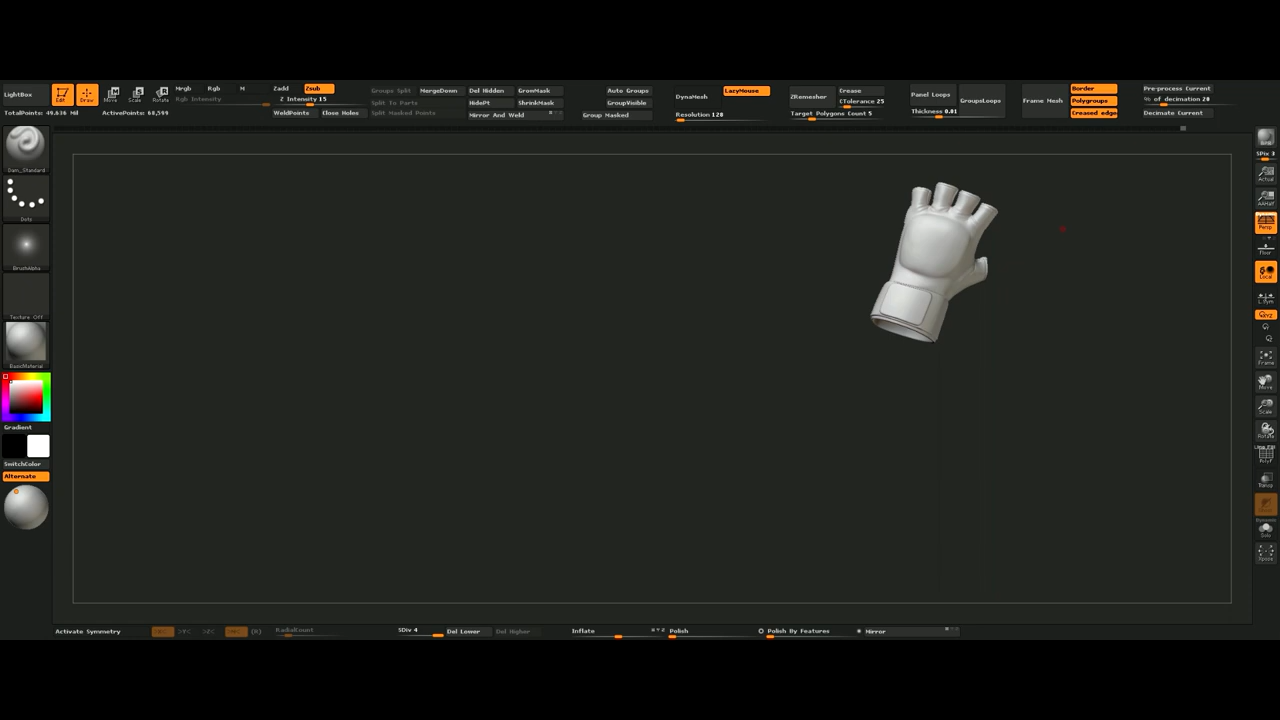 LightBox
Edit
Draw
Move
Scale
Rotate
Mrgb
Rgb
M
Rgb Intensity
Zadd
Zsub
Z Intensity 15
WeldPoints
Close Holes
TotalPoints: 49.636 Mil
ActivePoints: 68,599
Groups Split
MergeDown
Split To Parts
Split Masked Points
Del Hidden
GrowMask
HidePt
ShrinkMask
Mirror And Weld
Auto Groups
GroupVisible
Group Masked
DynaMesh
LazyMouse
Resolution 128
ZRemesher
Crease
CTolerance 25
Target Polygons Count 5
Panel Loops
GroupsLoops
Thickness 0.01
Frame Mesh
Border
Polygroups
Creased edges
Pre-process Current
% of decimation 20
Decimate Current
Dam_Standard
Dots
BrushAlpha
Texture Off
BasicMaterial
Gradient
SwitchColor
Alternate
SPix 3
Actual
AAHalf
Persp
Floor
Local
L.Sym
Frame
Move
Scale
Rotate
PolyF
Transp
Solo
Xpose
Activate Symmetry
(R)
RadialCount
SDiv 4
Del Lower
Del Higher
Inflate
Polish
Polish By Features
Mirror